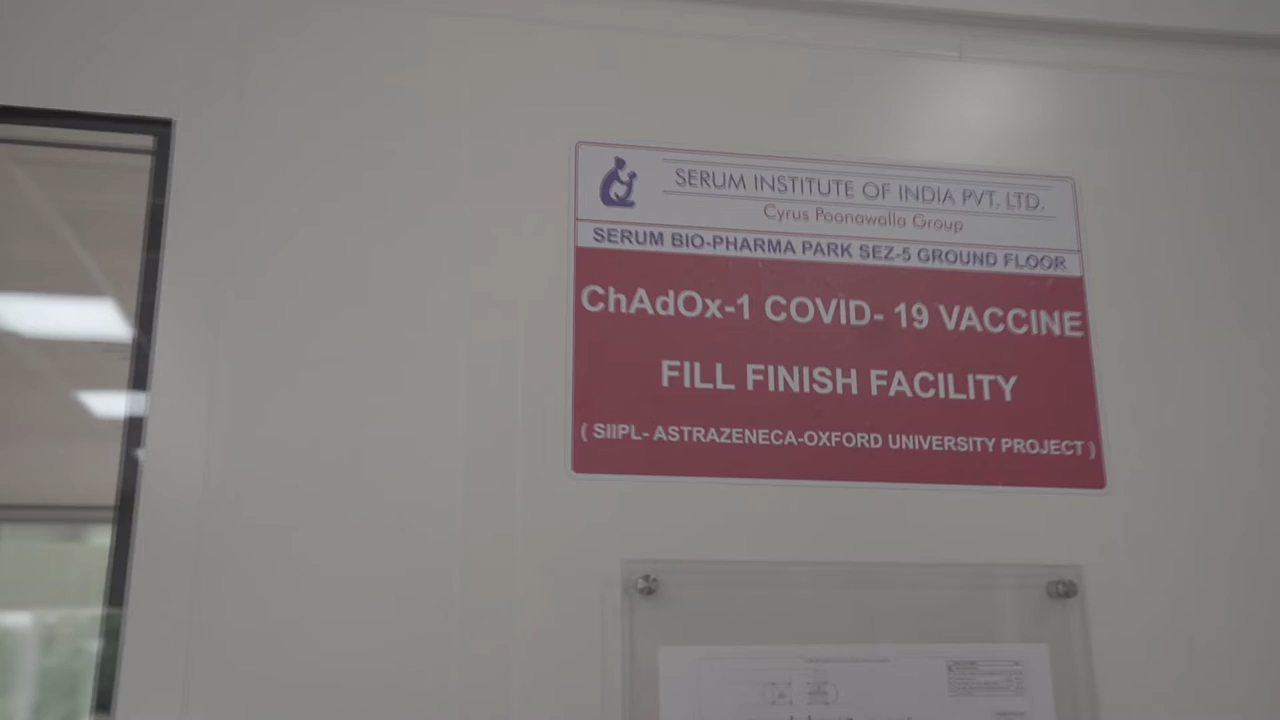 SERUM INSTITUTE OF INDIA PVT. LTD.
Cyrus Poonawalla Group
SERUM BIO-PHARMA PARK SEZ-5 GROUND FLOOR
ChAdOx-1 COVID- 19 VACCINE
FILL FINISH FACILITY
( SIIPL- ASTRAZENECA-OXFORD UNIVERSITY PROJECT )